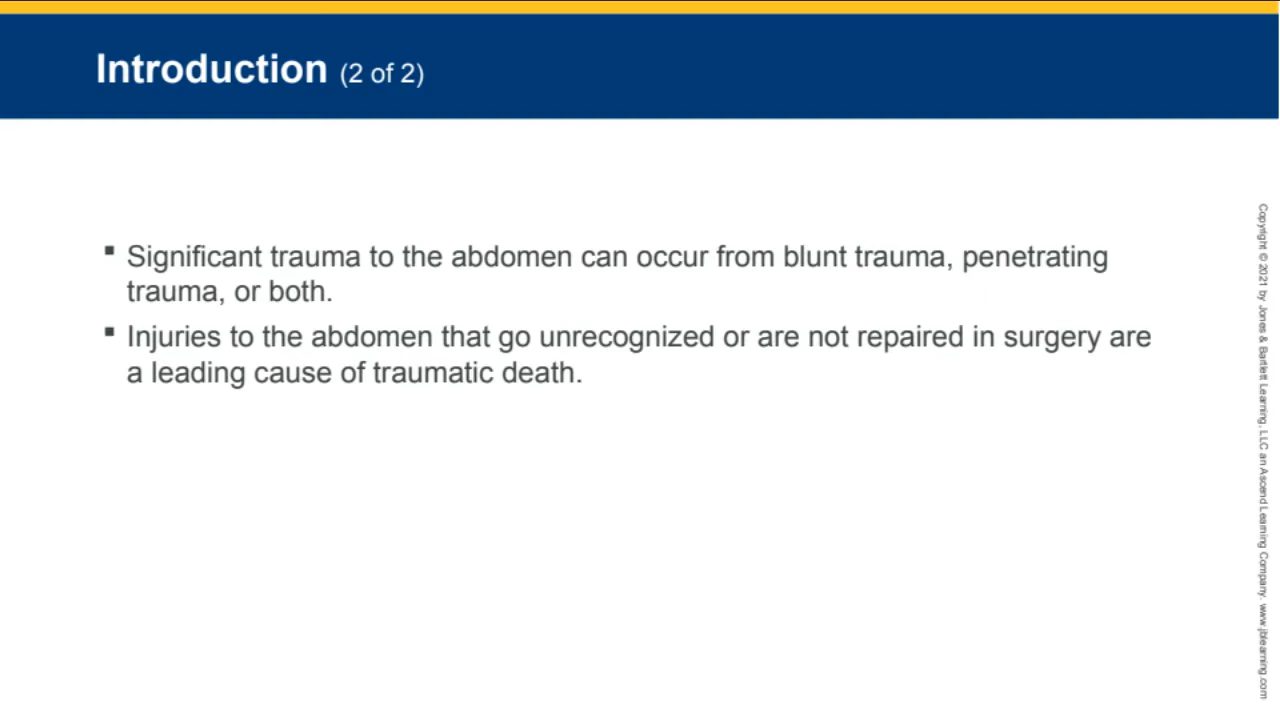 Introduction (2 of 2)
▪ Significant trauma to the abdomen can occur from blunt trauma, penetrating
trauma, or both.
▪ Injuries to the abdomen that go unrecognized or are not repaired in surgery are
a leading cause of traumatic death.
Copyright © 2021 by Jones & Bartlett Learning, LLC an Ascend Learning Company. www.jblearning.com